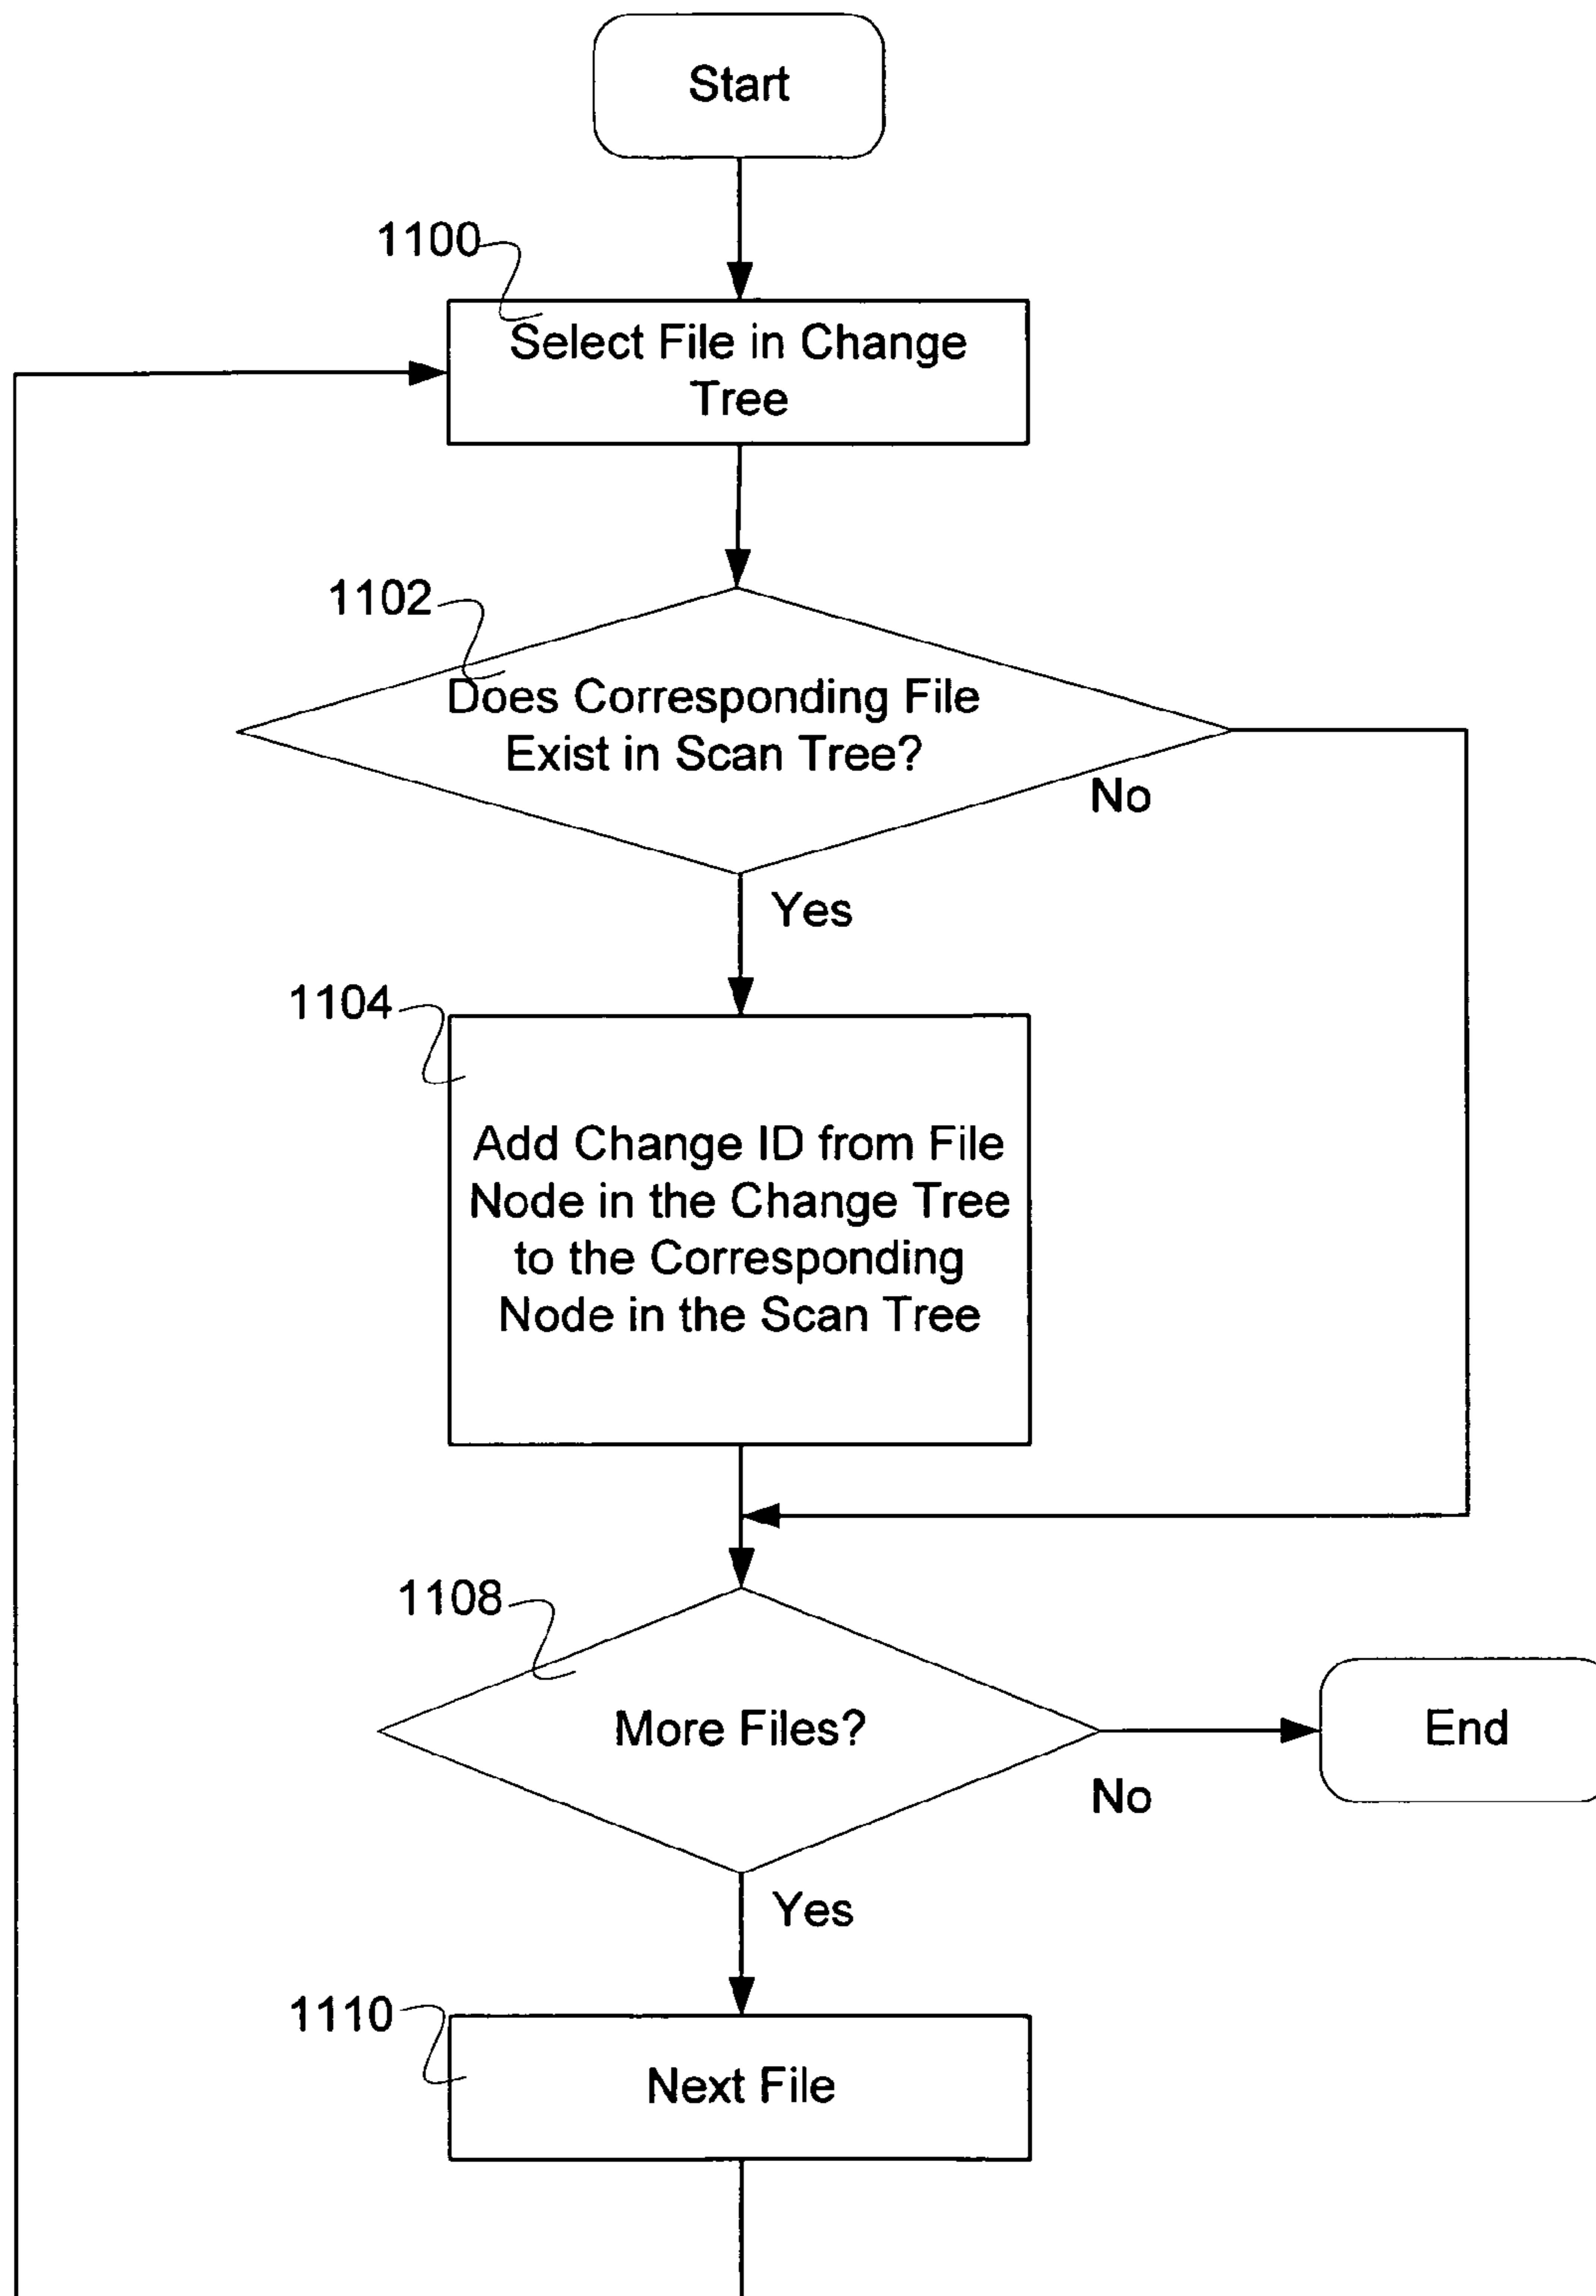 Start
1100
Select File in Change
Tree
1102
Does Corresponding File
Exist in Scan Tree?
No
Yes
1104
Add Change ID from File
Node in the Change Tree
to the Corresponding
Node in the Scan Tree
1108
More Files?
End
No
Yes
1110
Next File